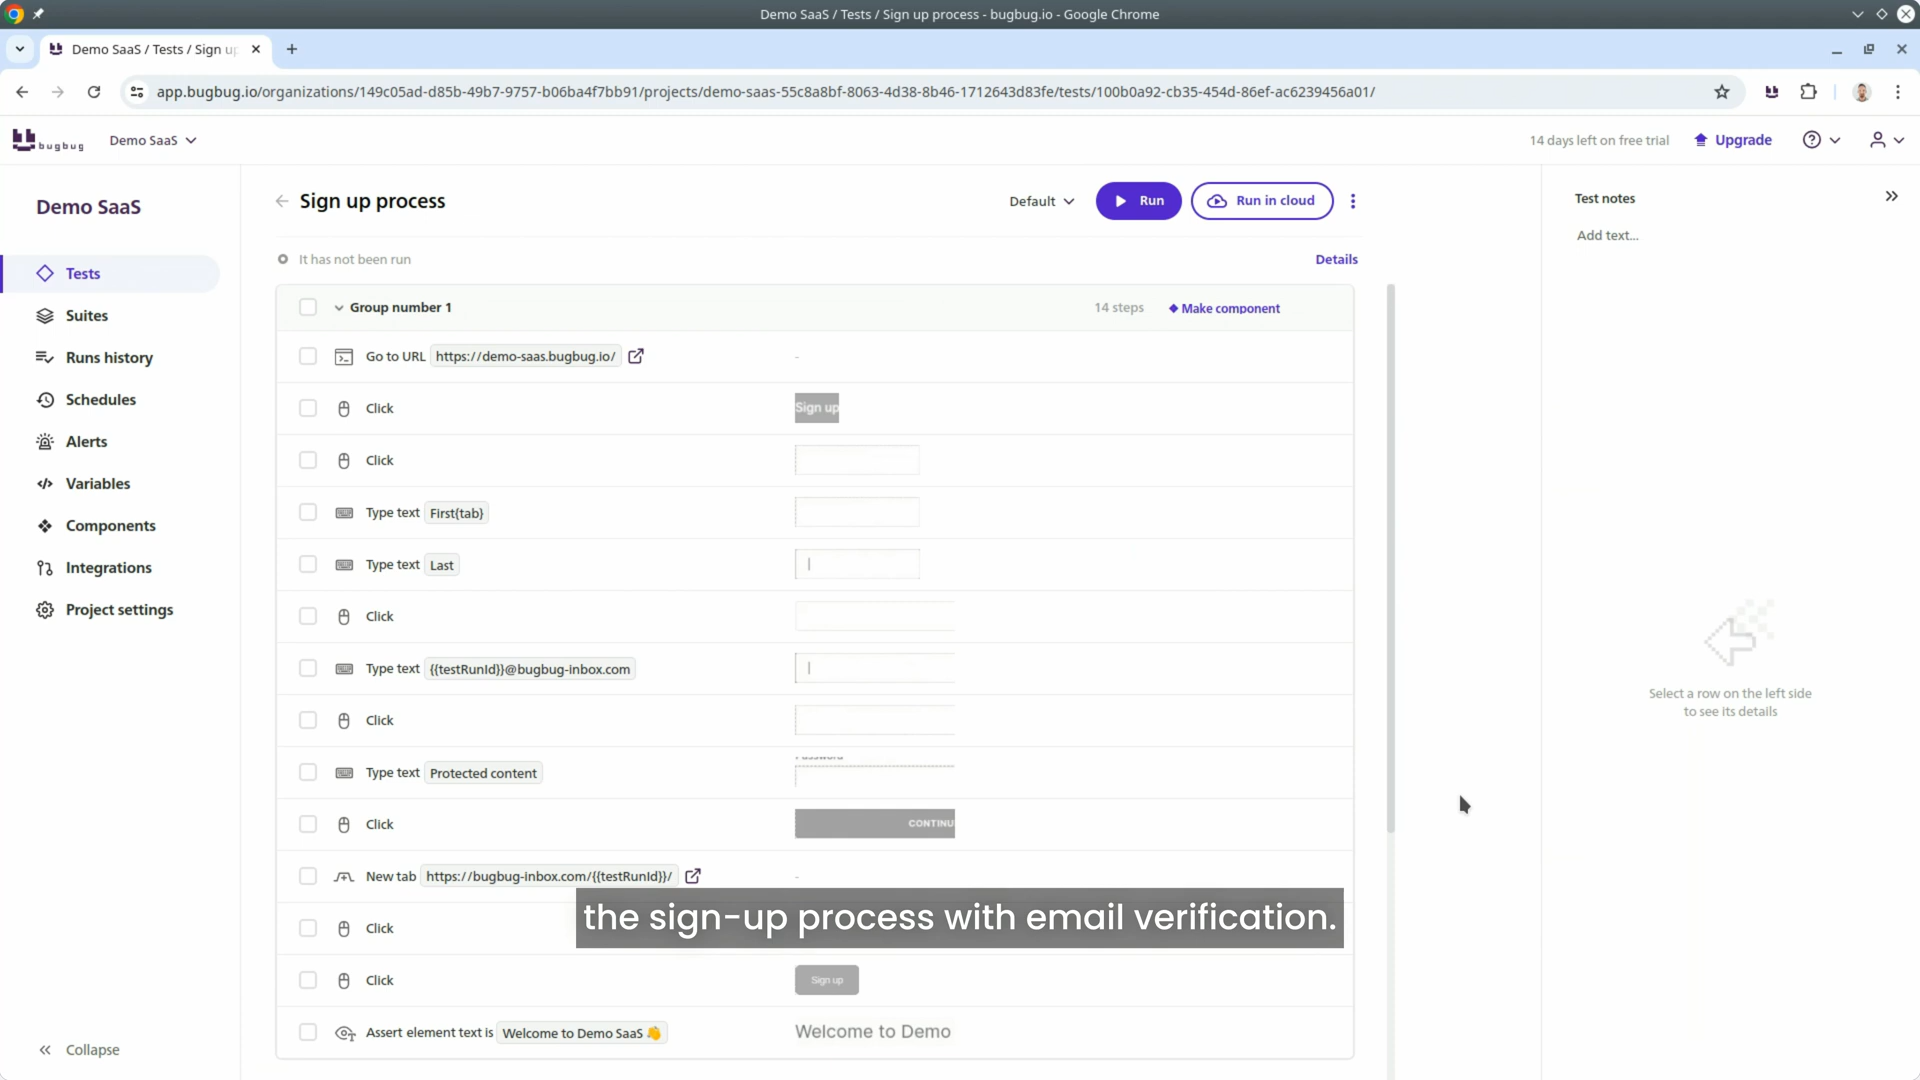 Demo SaaS / Tests / Sign up process - bugbug.io - Google Chrome
Demo SaaS / Tests / Sign up
app.bugbug.io/organizations/149c05ad-d85b-49b7-9757-b06ba4f7bb91/projects/demo-saas-55c8a8bf-8063-4d38-8b46-1712643d83fe/tests/100b0a92-cb35-454d-86ef-ac6239456a01/
bugbug
Demo SaaS
14 days left on free trial
Upgrade
Demo SaaS
Tests
Suites
Runs history
Schedules
Alerts
Variables
Components
Integrations
Project settings
Collapse
Sign up process
Default
Run
Run in cloud
It has not been run
Details
Group number 1
14 steps
Make component
Go to URL https://demo-saas.bugbug.io/ -
Click Sign up
Click
Type text First{tab}
Type text Last
Click
Type text {{testRunId}}@bugbug-inbox.com
Click
Type text Protected content
Click CONTINU
New tab https://bugbug-inbox.com/{{testRunId}}/ -
Click
the sign-up process with email verification.
Click Sign up
Assert element text is Welcome to Demo SaaS 👋 Welcome to Demo
Test notes
Add text...
Select a row on the left side
to see its details